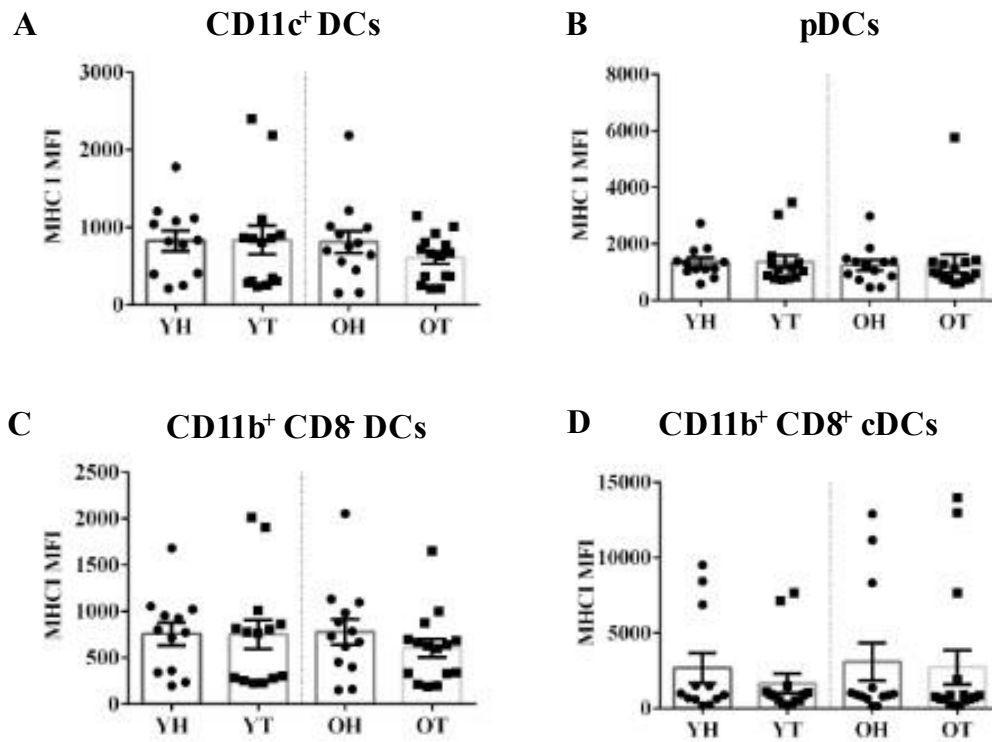 A CD11c⁺ DCs
B pDCs
MHC I MFI
3000
2000
1000
0
YH YT OH OT
MHC I MFI
8000
6000
4000
2000
0
YH YT OH OT
C CD11b⁺ CD8⁻ DCs
D CD11b⁺ CD8⁺ cDCs
MHCI MFI
2500
2000
1500
1000
500
0
YH YT OH OT
MHCI MFI
15000
10000
5000
0
YH YT OH OT